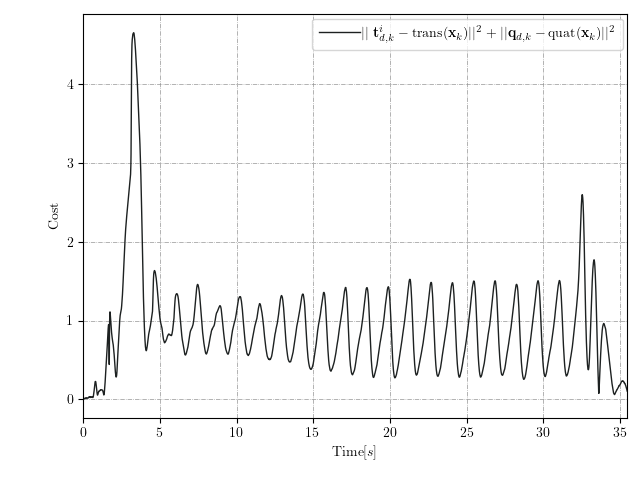 || t^i_{d,k} − trans(x_k)||^2 + ||q_{d,k} − quat(x_k)||^2
4
3
2
1
0
Cost
0 5 10 15 20 25 30 35
Time[s]